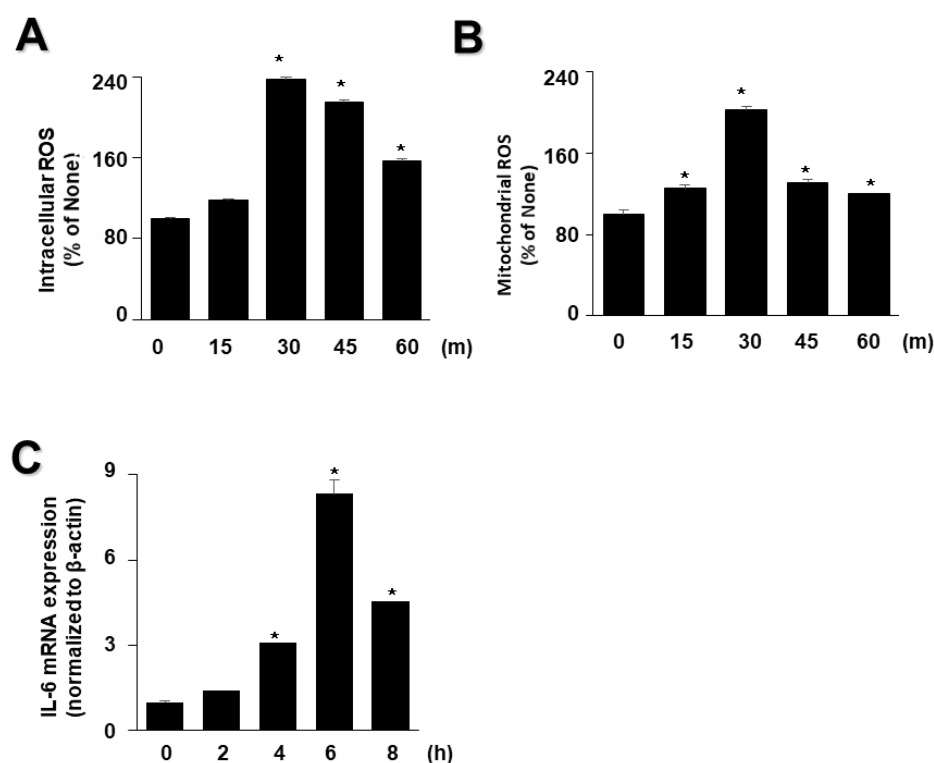 A
Intracellular ROS
(% of None)
240
160
80
0
*
*
*
0 15 30 45 60 (m)
B
Mitochondrial ROS
(% of None)
240
160
80
0
*
*
*
*
0 15 30 45 60 (m)
C
IL-6 mRNA expression
(normalized to β-actin)
9
6
3
0
*
*
*
0 2 4 6 8 (h)